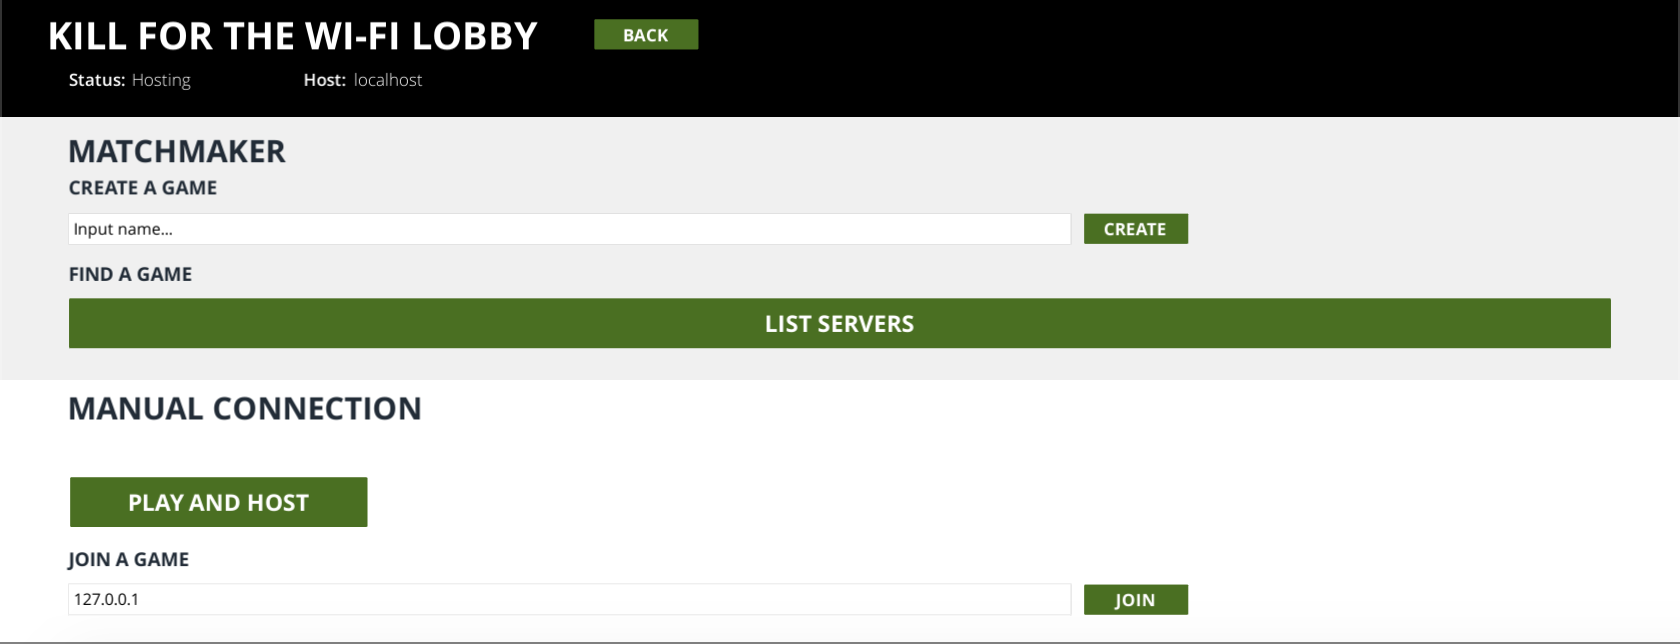 KILL FOR THE WI-FI LOBBY BACK
Status: Hosting Host: localhost
MATCHMAKER
CREATE A GAME
Input name... CREATE
FIND A GAME
LIST SERVERS
MANUAL CONNECTION
PLAY AND HOST
JOIN A GAME
127.0.0.1 JOIN